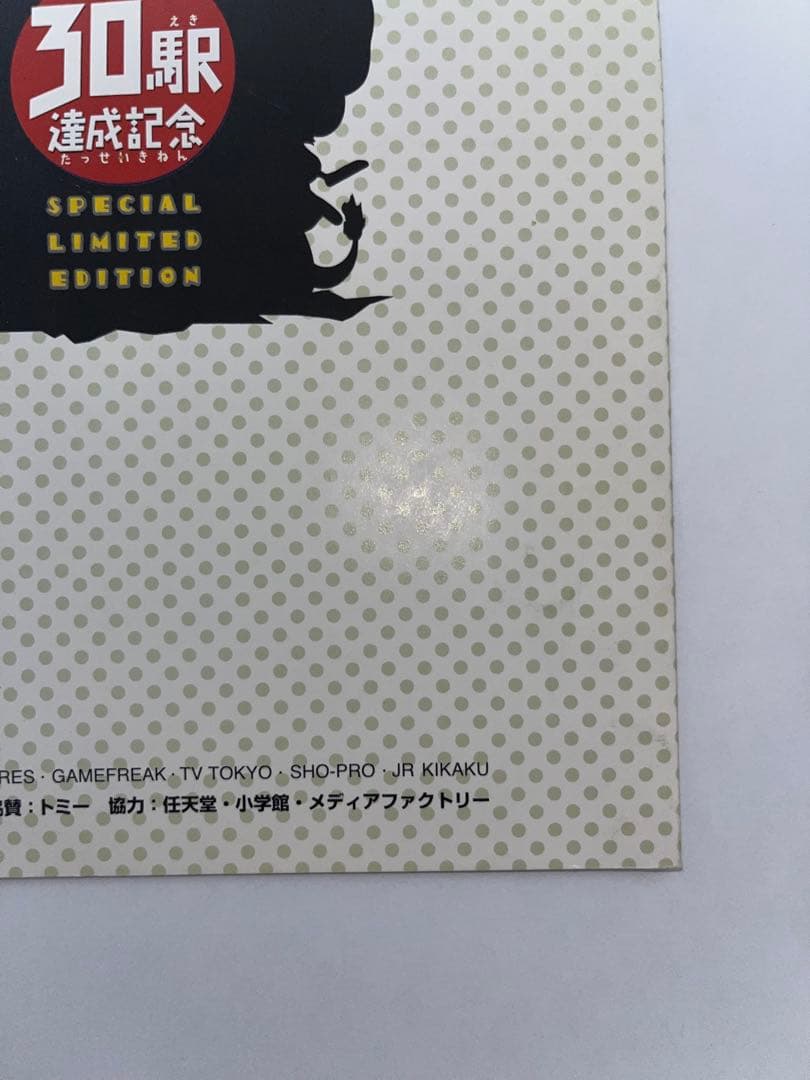 えき
30駅
達成記念
たっせいきねん
SPECIAL
LIMITED
EDITION
RES・GAMEFREAK・TV TOKYO・SHO-PRO・JR KIKAKU
賛：トミー　協力：任天堂・小学館・メディアファクトリー